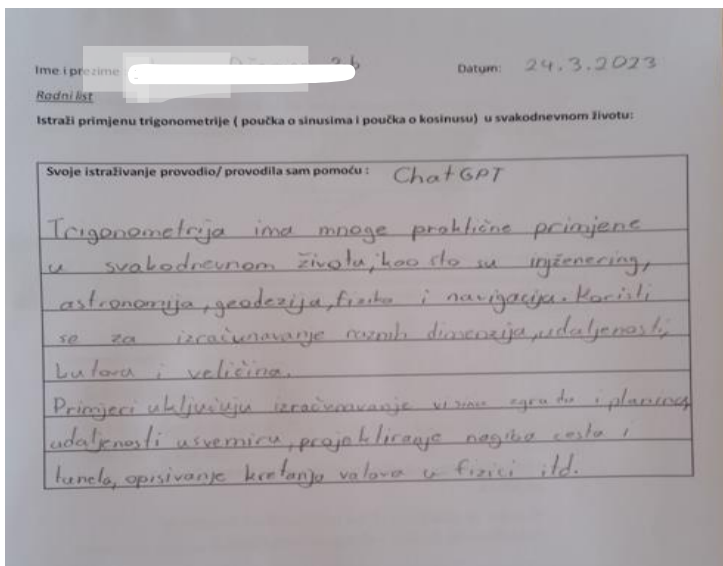 Ime i prezime 2b Datum: 24.3.2023
Radni list
Istraži primjenu trigonometrije ( poučka o sinusima i poučka o kosinusu) u svakodnevnom životu:
Svoje istraživanje provodio/ provodila sam pomoću : ChatGPT
Trigonometrija ima mnoge praktične primjene
u svakodnevnom životu, kao što su inženering,
astronomija, geodezija, fizika i navigacija. Koristi
se za izračunavanje raznih dimenzija, udaljenosti,
kutova i veličina.
Primjeri uključuju izračunavanje visina zgrada i planina,
udaljenosti u svemiru, projektiranje nagiba cesta i
tunela, opisivanje kretanja valova u fizici itd.